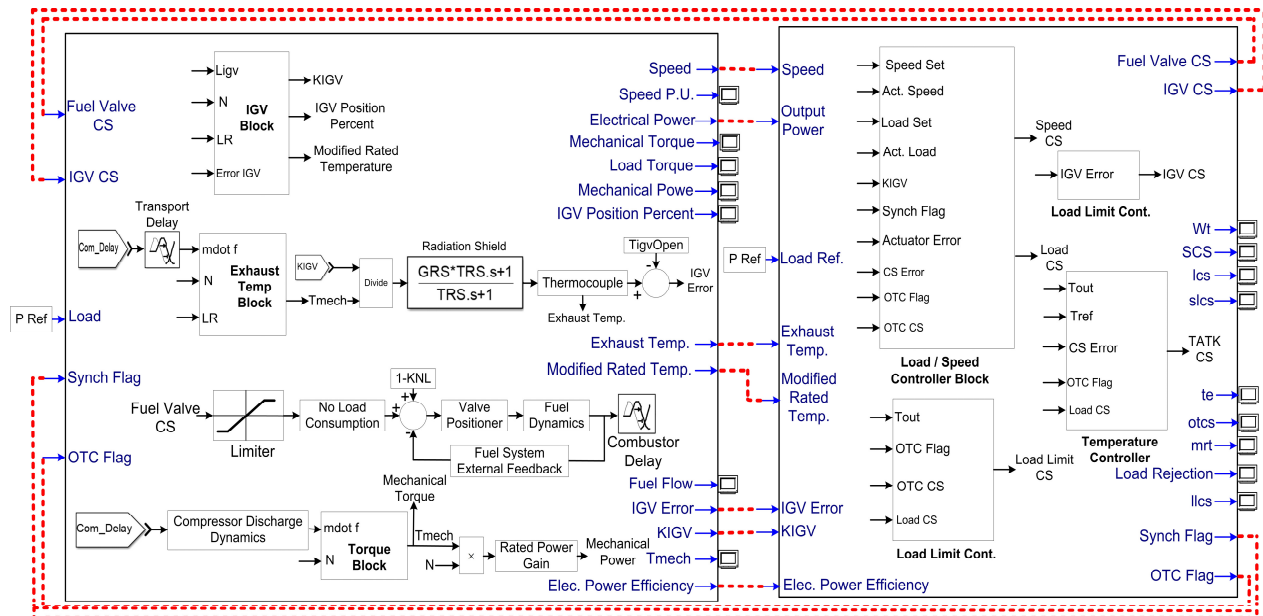 Fuel Valve
CS
IGV CS
P Ref
Load
Synch Flag
OTC Flag
Ligv
N
LR
Error IGV
IGV
Block
KIGV
IGV Position
Percent
Modified Rated
Temperature
Transport
Delay
Com_Delay
mdot f
N
LR
Exhaust
Temp
Block
Tmech
KIGV
Divide
Radiation Shield
GRS*TRS.s+1
TRS.s+1
Thermocouple
Exhaust Temp.
TigvOpen
-
+
IGV
Error
Fuel Valve
CS
Limiter
No Load
Consumption
1-KNL
+
+
-
Valve
Positioner
Fuel
Dynamics
Fuel System
External Feedback
Combustor
Delay
Com_Delay
Compressor Discharge
Dynamics
mdot f
N
Torque
Block
Mechanical
Torque
Tmech
N
×
Rated Power
Gain
Mechanical
Power
Speed
Speed P.U.
Electrical Power
Mechanical Torque
Load Torque
Mechanical Powe
IGV Position Percent
Exhaust Temp.
Modified Rated Temp.
Fuel Flow
IGV Error
KIGV
Tmech
Elec. Power Efficiency
Speed
Output
Power
P Ref
Load Ref.
Exhaust
Temp.
Modified
Rated
Temp.
IGV Error
KIGV
Elec. Power Efficiency
Speed Set
Act. Speed
Load Set
Act. Load
KIGV
Synch Flag
Actuator Error
CS Error
OTC Flag
OTC CS
Load / Speed
Controller Block
Speed
CS
Load
CS
IGV Error
IGV CS
Load Limit Cont.
Tout
Tref
CS Error
OTC Flag
Load CS
TATK
CS
Temperature
Controller
Tout
OTC Flag
OTC CS
Load CS
Load Limit
CS
Load Limit Cont.
Fuel Valve CS
IGV CS
Wt
SCS
lcs
slcs
te
otcs
mrt
Load Rejection
llcs
Synch Flag
OTC Flag